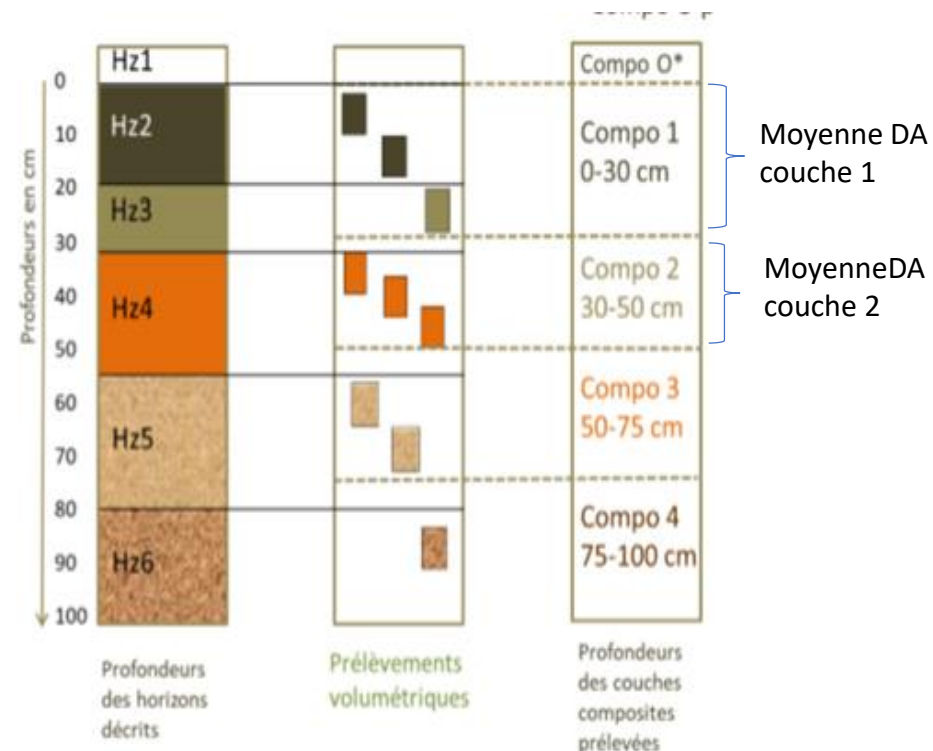 Hz1
Hz2
Hz3
Hz4
Hz5
Hz6
Profondeurs en cm
0
10
20
30
40
50
60
70
80
90
100
Compo O*
Compo 1
0-30 cm
Compo 2
30-50 cm
Compo 3
50-75 cm
Compo 4
75-100 cm
Moyenne DA
couche 1
MoyenneDA
couche 2
Profondeurs
des horizons
décrits
Prélèvements
volumétriques
Profondeurs
des couches
composites
prélevées